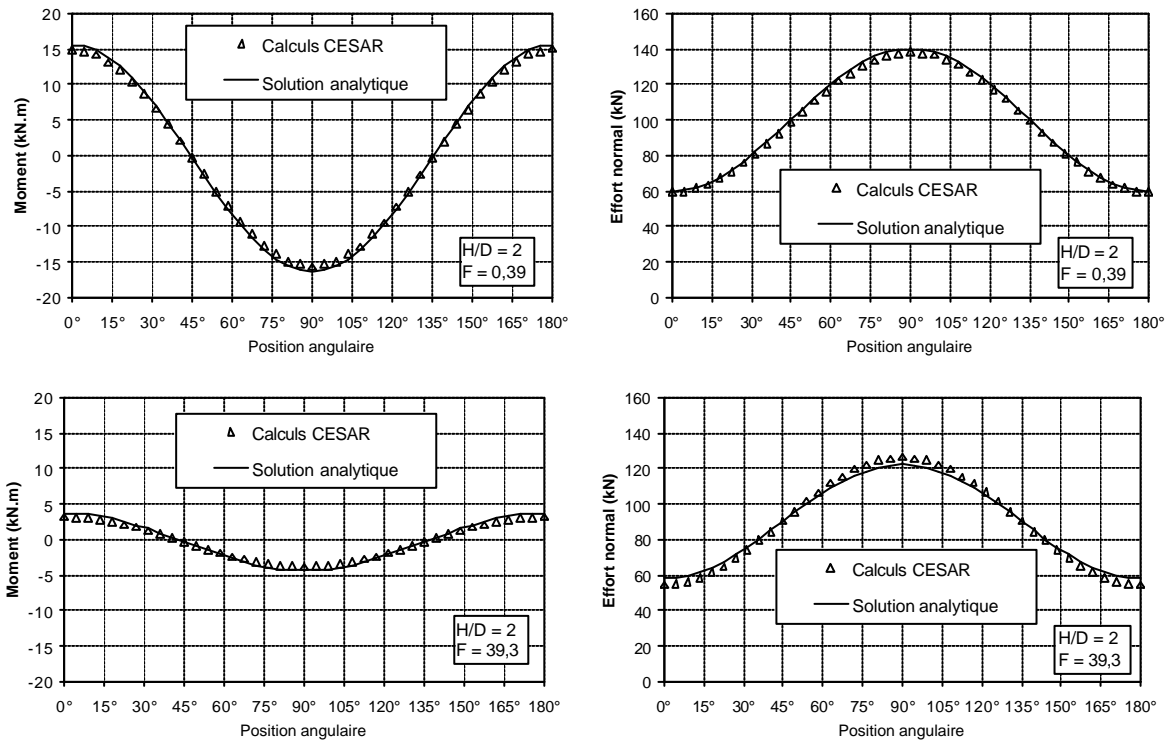 20
15
10
5
0
-5
-10
-15
-20
Moment (kN.m)
Calculs CESAR
Solution analytique
H/D = 2
F = 0,39
0° 15° 30° 45° 60° 75° 90° 105° 120° 135° 150° 165° 180°
Position angulaire
160
140
120
100
80
60
40
20
0
Effort normal (kN)
Calculs CESAR
Solution analytique
H/D = 2
F = 0,39
0° 15° 30° 45° 60° 75° 90° 105° 120° 135° 150° 165° 180°
Position angulaire
20
15
10
5
0
-5
-10
-15
-20
Moment (kN.m)
Calculs CESAR
Solution analytique
H/D = 2
F = 39,3
0° 15° 30° 45° 60° 75° 90° 105° 120° 135° 150° 165° 180°
Position angulaire
160
140
120
100
80
60
40
20
0
Effort normal (kN)
Calculs CESAR
Solution analytique
H/D = 2
F = 39,3
0° 15° 30° 45° 60° 75° 90° 105° 120° 135° 150° 165° 180°
Position angulaire